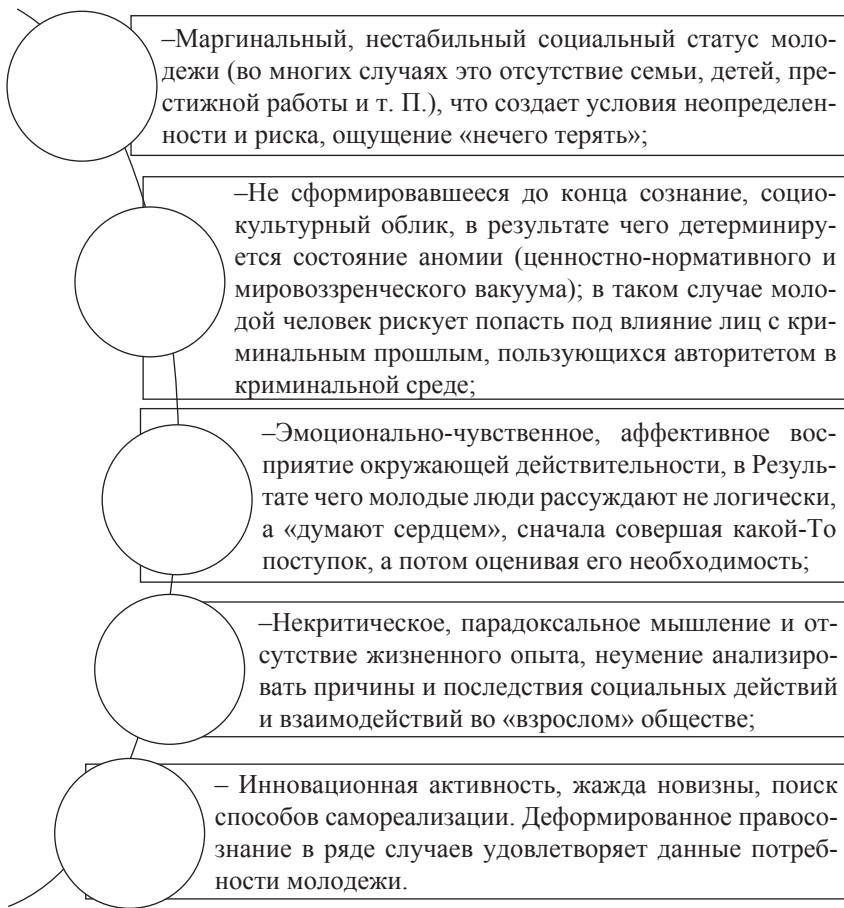 –Маргинальный, нестабильный социальный статус моло-
дежи (во многих случаях это отсутствие семьи, детей, пре-
стижной работы и т. П.), что создает условия неопределен-
ности и риска, ощущение «нечего терять»;
–Не сформировавшееся до конца сознание, социо-
культурный облик, в результате чего детерминиру-
ется состояние аномии (ценностно-нормативного и
мировоззренческого вакуума); в таком случае моло-
дой человек рискует попасть под влияние лиц с кри-
минальным прошлым, пользующихся авторитетом в
криминальной среде;
–Эмоционально-чувственное, аффективное вос-
приятие окружающей действительности, в Резуль-
тате чего молодые люди рассуждают не логически,
а «думают сердцем», сначала совершая какой-То
поступок, а потом оценивая его необходимость;
–Некритическое, парадоксальное мышление и от-
сутствие жизненного опыта, неумение анализиро-
вать причины и последствия социальных действий
и взаимодействий во «взрослом» обществе;
– Инновационная активность, жажда новизны, поиск
способов самореализации. Деформированное правосо-
знание в ряде случаев удовлетворяет данные потреб-
ности молодежи.